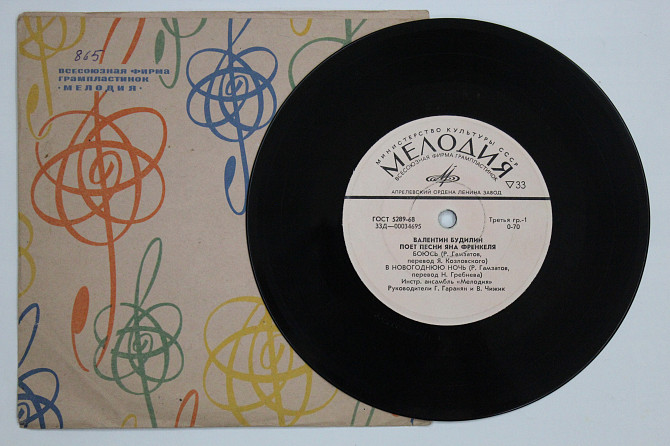 865
ВСЕСОЮЗНАЯ ФИРМА
ГРАМПЛАСТИНОК
·МЕЛОДИЯ·
МИНИСТЕРСТВО КУЛЬТУРЫ СССР
МЕЛОДИЯ
ВСЕСОЮЗНАЯ ФИРМА ГРАМПЛАСТИНОК
33
АПРЕЛЕВСКИЙ ОРДЕНА ЛЕНИНА ЗАВОД
ГОСТ 5289-68 Третья гр.-1
33Д—00034695 0-70
ВАЛЕНТИН БУДИЛИН
ПОЕТ ПЕСНИ ЯНА ФРЕНКЕЛЯ
БОЮСЬ (Р. Гамзатов,
перевод Я. Козловского)
В НОВОГОДНЮЮ НОЧЬ (Р. Гамзатов,
перевод Н. Гребнева)
Инстр. ансамбль «Мелодия»
Руководители Г. Гаранян и В. Чижик